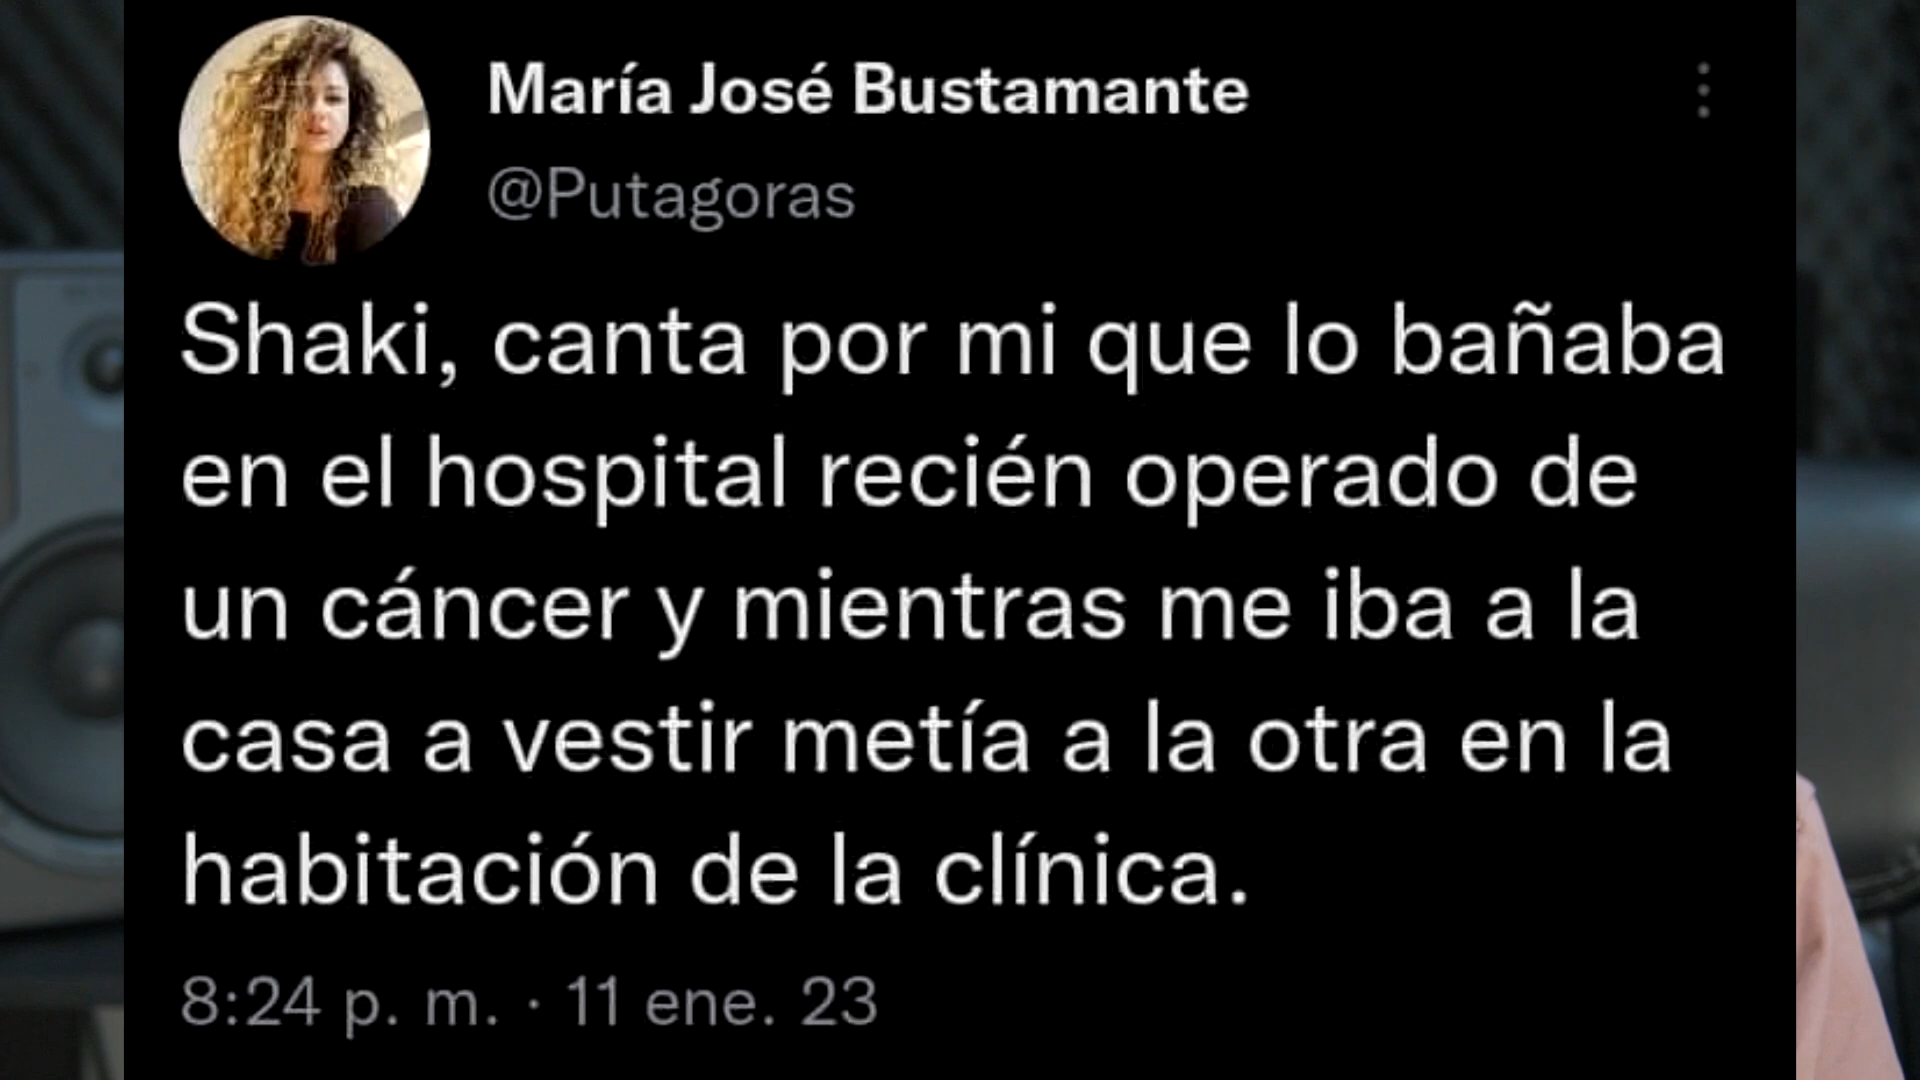 María José Bustamante
@Putagoras
Shaki, canta por mi que lo bañaba
en el hospital recién operado de
un cáncer y mientras me iba a la
casa a vestir metía a la otra en la
habitación de la clínica.
8:24 p. m. · 11 ene. 23